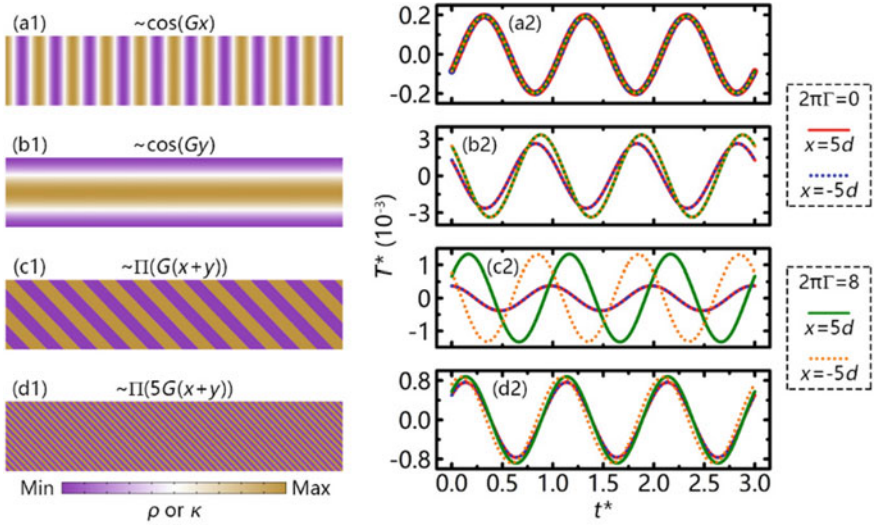 (a1) ~cos(Gx)
(b1) ~cos(Gy)
(c1) ~Π(G(x+y))
(d1) ~Π(5G(x+y))
Min Max
ρ or κ
T* (10⁻³)
(a2)
0.2
0.0
-0.2
(b2)
3
0
-3
(c2)
1
0
-1
(d2)
0.8
0.0
-0.8
0.0 0.5 1.0 1.5 2.0 2.5 3.0
t*
2πΓ=0
x=5d
x=-5d
2πΓ=8
x=5d
x=-5d